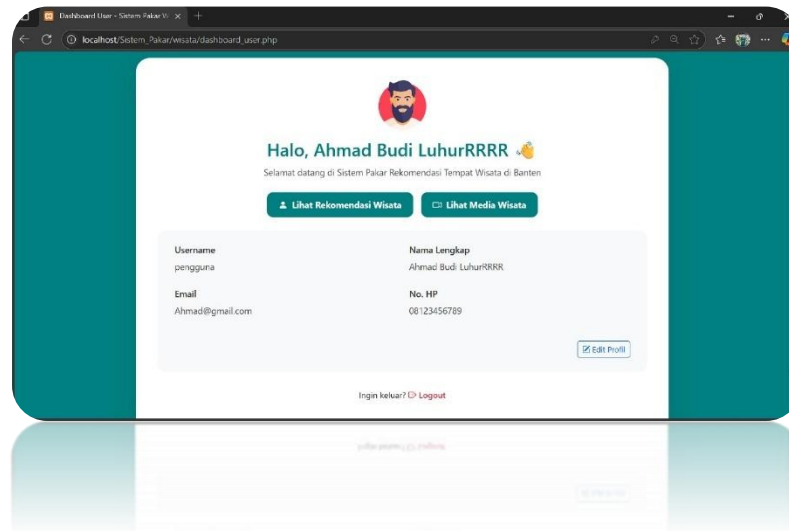 Dashboard User - Sistem Pakar
localhost/Sistem_Pakar/wisata/dashboard_user.php
Halo, Ahmad Budi LuhurRRRR 👋
Selamat datang di Sistem Pakar Rekomendasi Tempat Wisata di Banten
Lihat Rekomendasi Wisata
Lihat Media Wisata
Username
Nama Lengkap
pengguna
Ahmad Budi LuhurRRRR
Email
No. HP
Ahmad@gmail.com
08123456789
Edit Profil
Ingin keluar? Logout